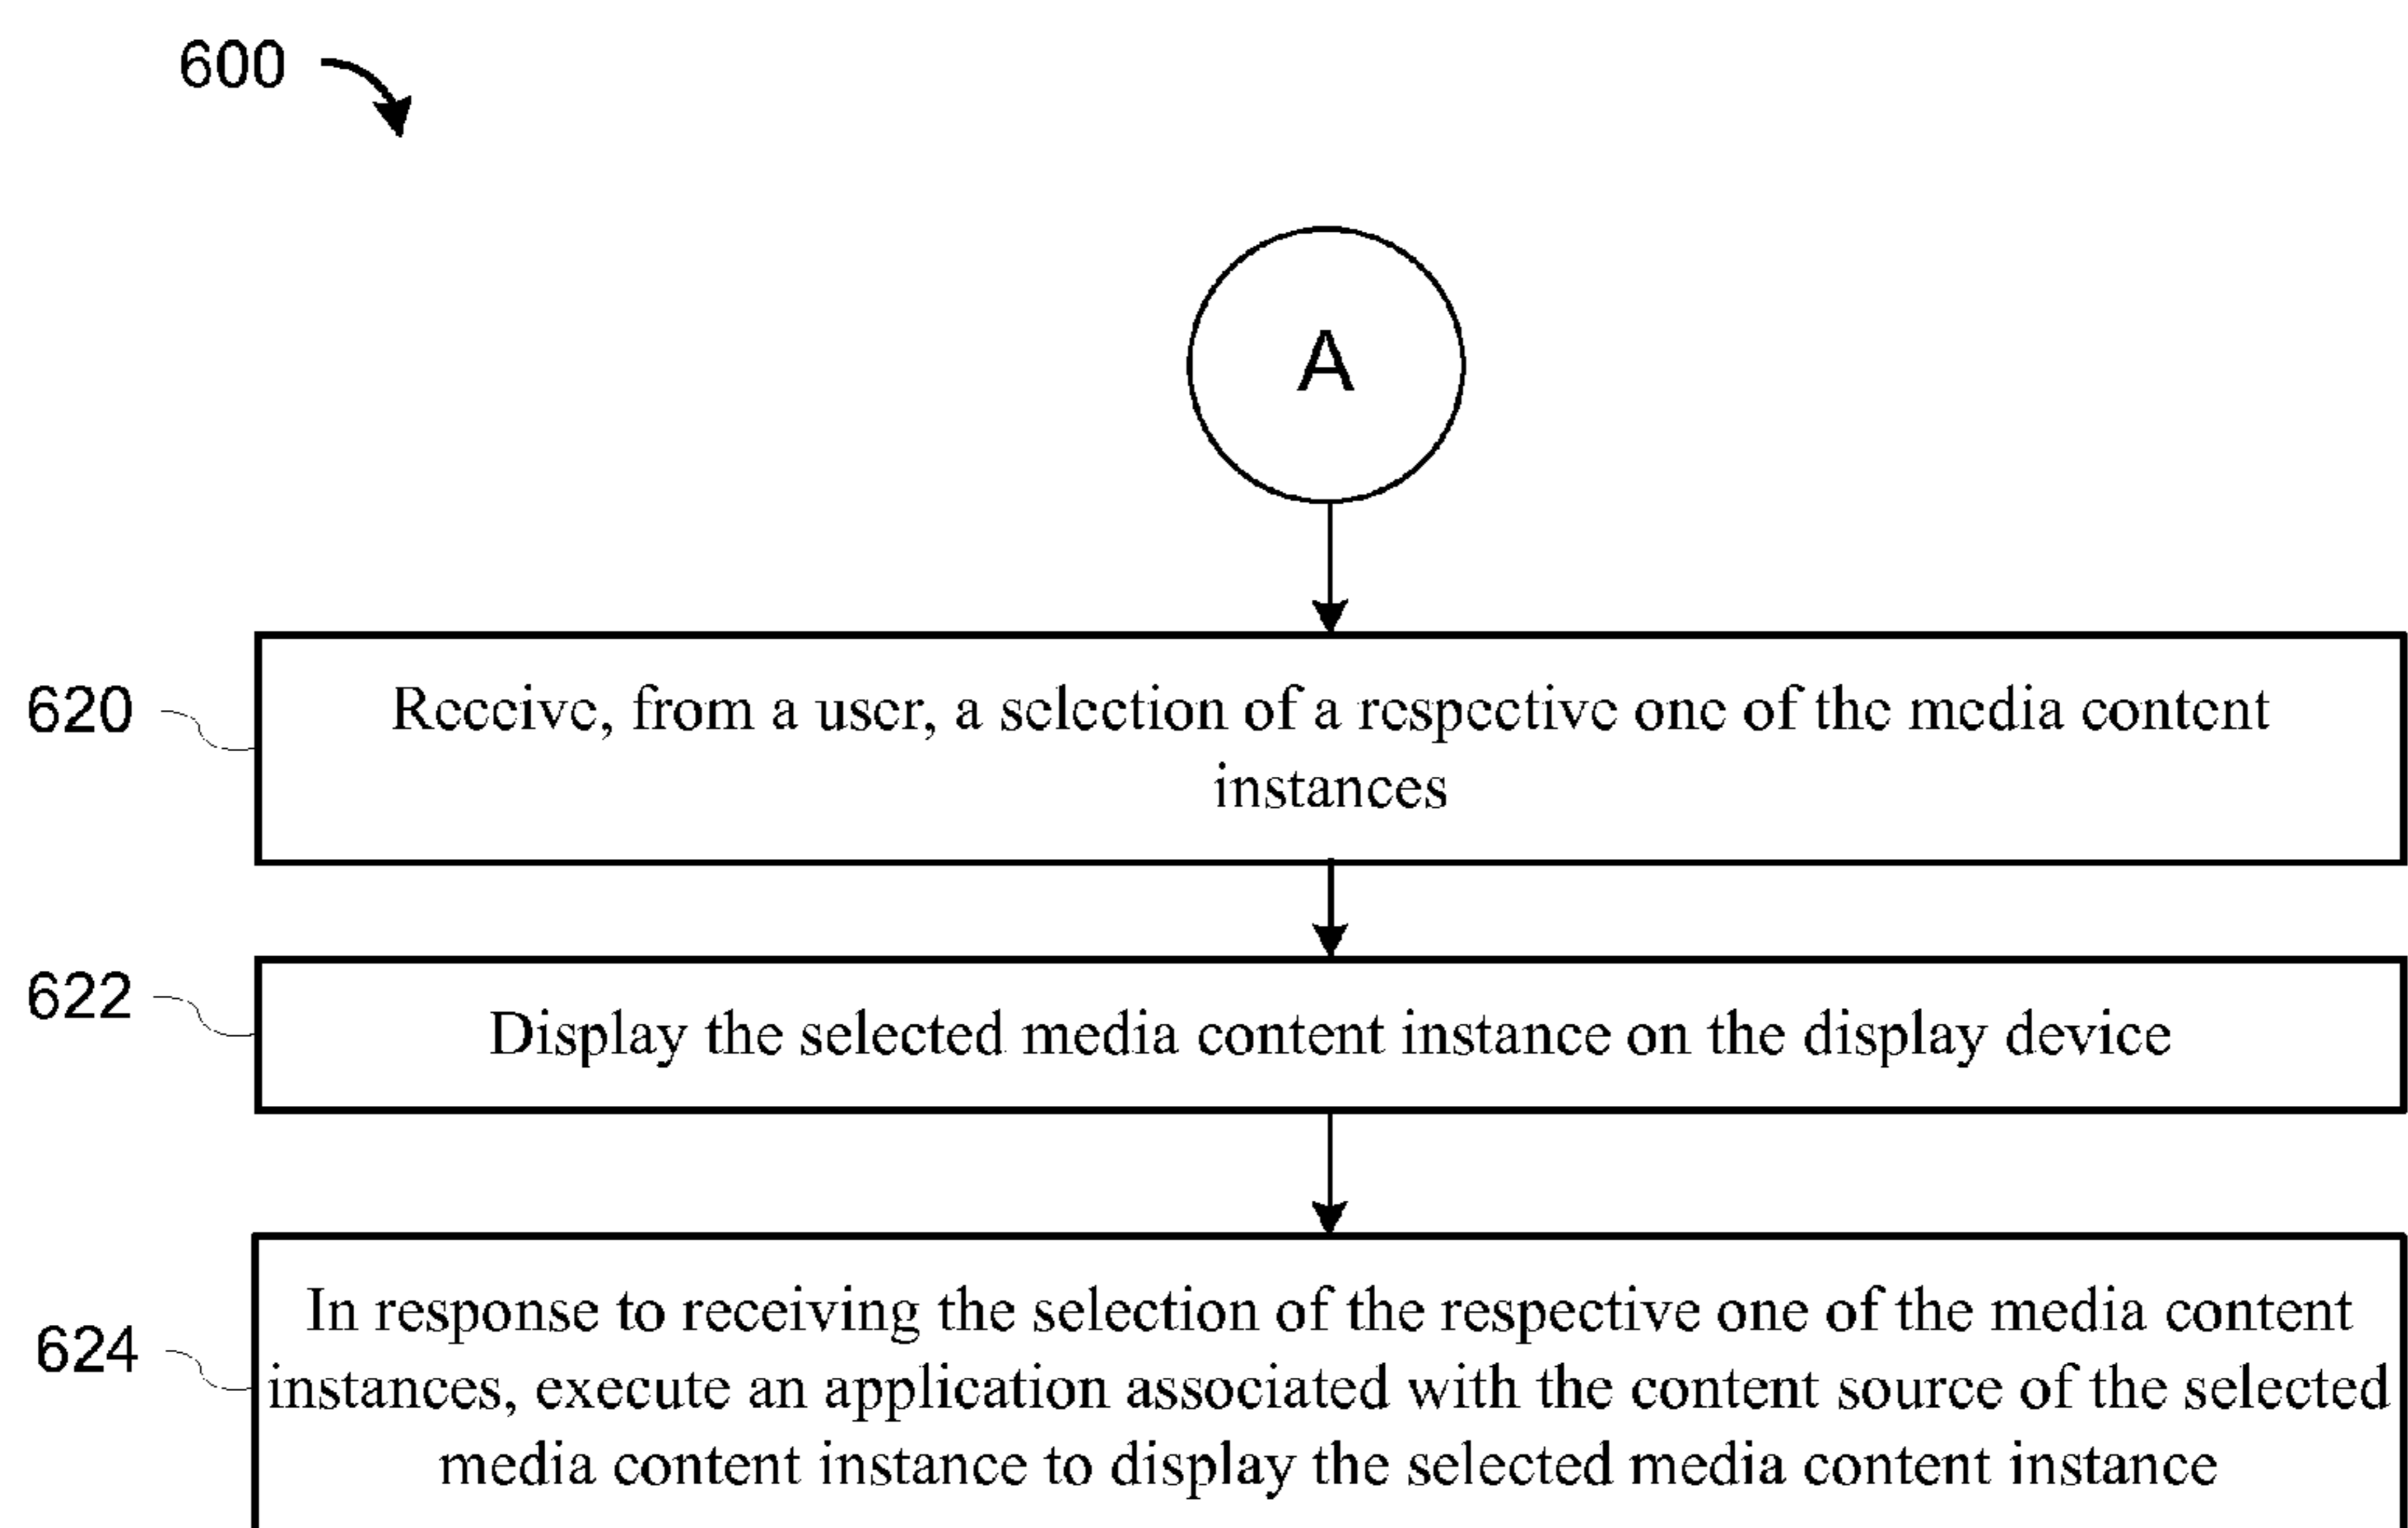 600
A
620
Receive, from a user, a selection of a respective one of the media content
instances
622
Display the selected media content instance on the display device
624
In response to receiving the selection of the respective one of the media content
instances, execute an application associated with the content source of the selected
media content instance to display the selected media content instance